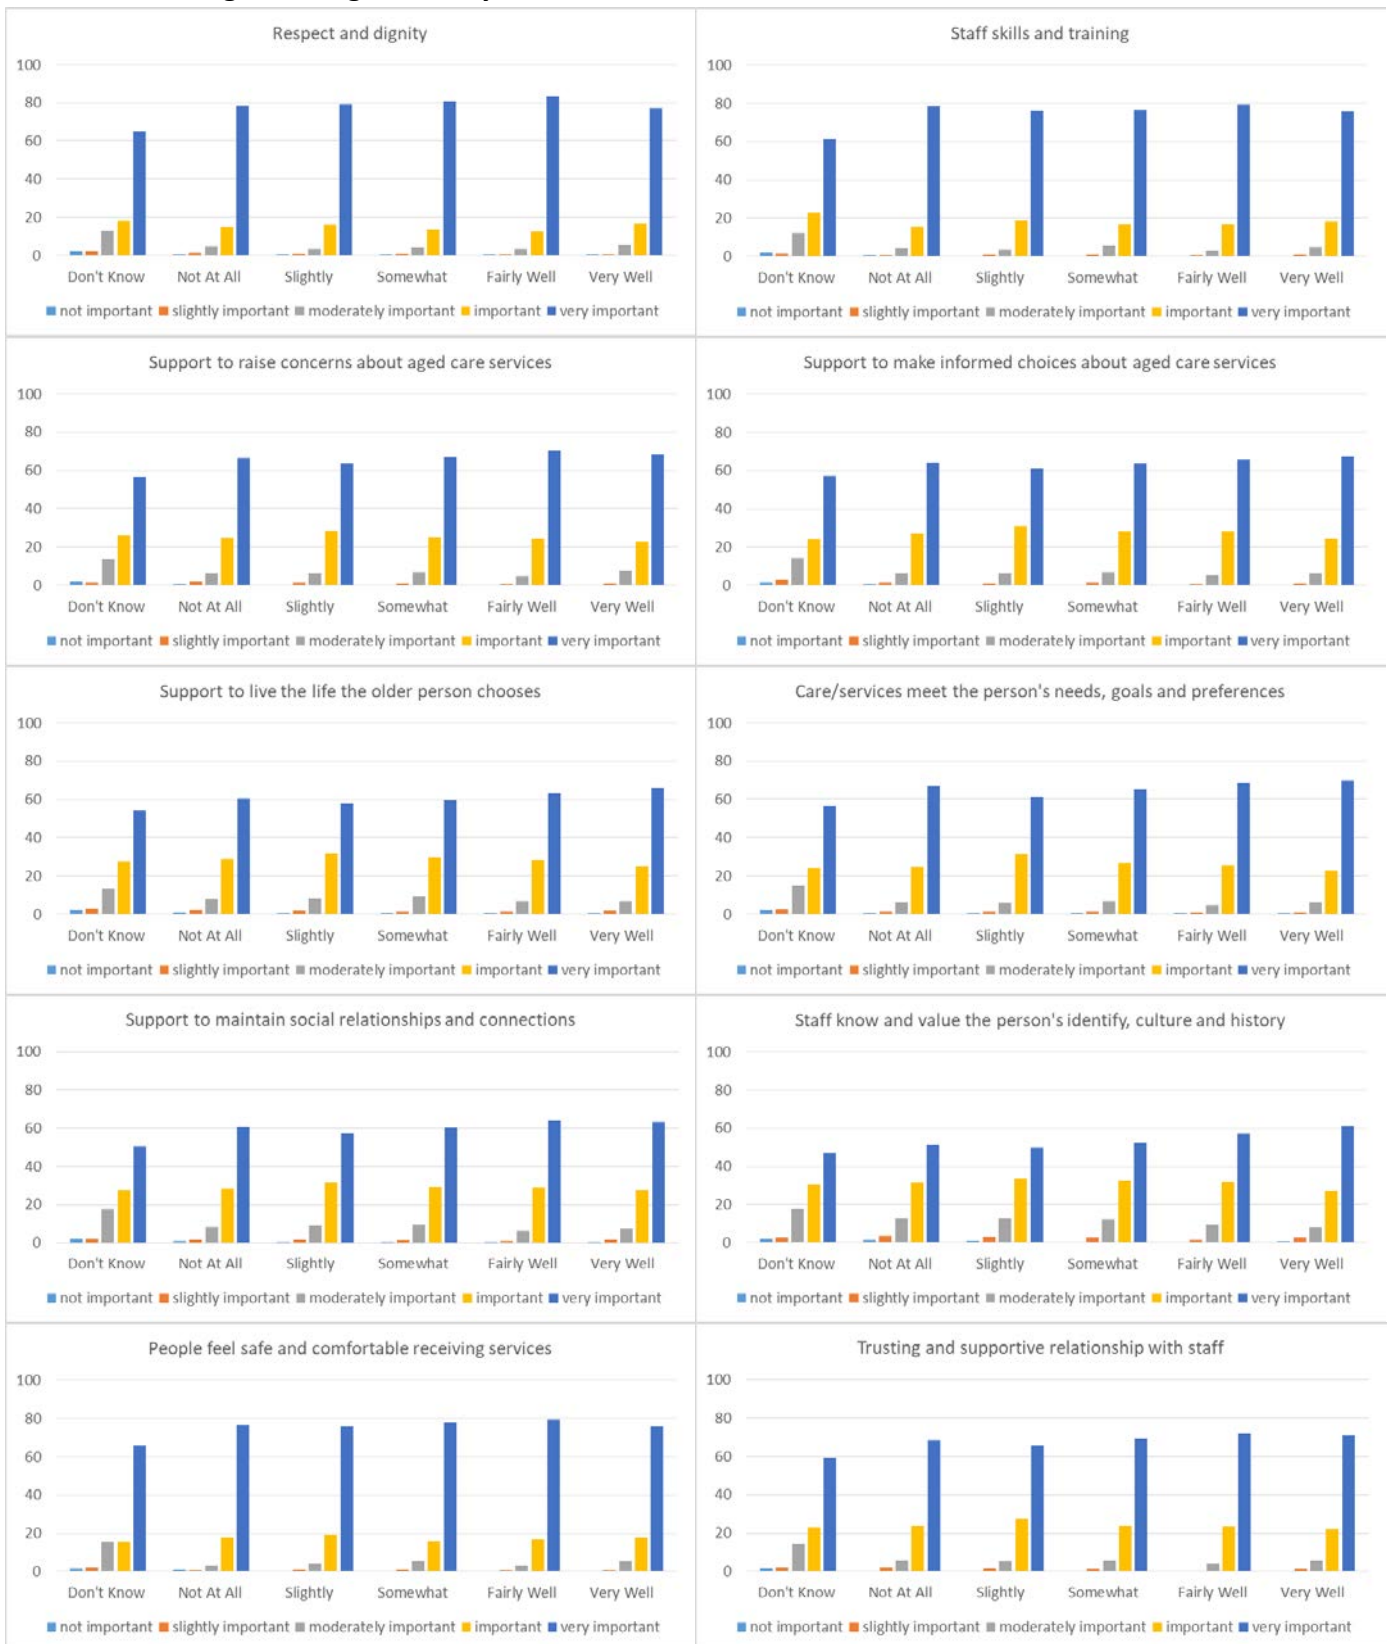 Respect and dignity
100
80
60
40
20
0
Don't Know Not At All Slightly Somewhat Fairly Well Very Well
not important slightly important moderately important important very important
Staff skills and training
100
80
60
40
20
0
Don't Know Not At All Slightly Somewhat Fairly Well Very Well
not important slightly important moderately important important very important
Support to raise concerns about aged care services
100
80
60
40
20
0
Don't Know Not At All Slightly Somewhat Fairly Well Very Well
not important slightly important moderately important important very important
Support to make informed choices about aged care services
100
80
60
40
20
0
Don't Know Not At All Slightly Somewhat Fairly Well Very Well
not important slightly important moderately important important very important
Support to live the life the older person chooses
100
80
60
40
20
0
Don't Know Not At All Slightly Somewhat Fairly Well Very Well
not important slightly important moderately important important very important
Care/services meet the person's needs, goals and preferences
100
80
60
40
20
0
Don't Know Not At All Slightly Somewhat Fairly Well Very Well
not important slightly important moderately important important very important
Support to maintain social relationships and connections
100
80
60
40
20
0
Don't Know Not At All Slightly Somewhat Fairly Well Very Well
not important slightly important moderately important important very important
Staff know and value the person's identify, culture and history
100
80
60
40
20
0
Don't Know Not At All Slightly Somewhat Fairly Well Very Well
not important slightly important moderately important important very important
People feel safe and comfortable receiving services
100
80
60
40
20
0
Don't Know Not At All Slightly Somewhat Fairly Well Very Well
not important slightly important moderately important important very important
Trusting and supportive relationship with staff
100
80
60
40
20
0
Don't Know Not At All Slightly Somewhat Fairly Well Very Well
not important slightly important moderately important important very important